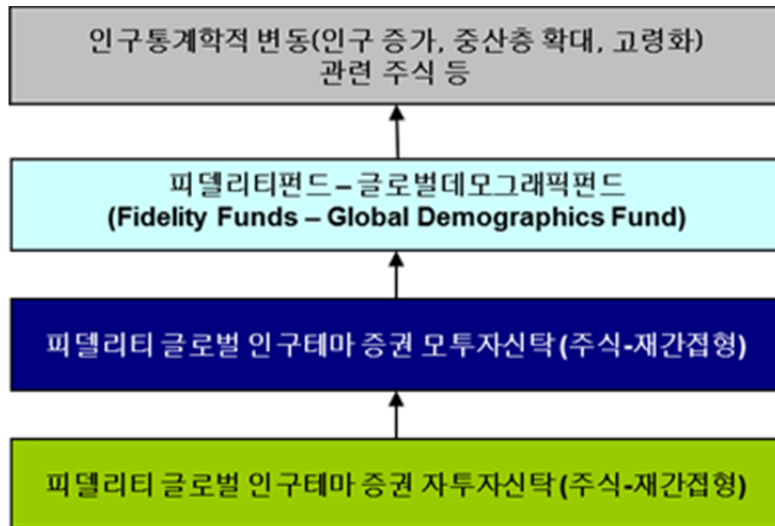 인구통계학적 변동(인구 증가, 중산층 확대, 고령화)
관련 주식 등
피델리티펀드 – 글로벌데모그래픽펀드
(Fidelity Funds – Global Demographics Fund)
피델리티 글로벌 인구테마 증권 모투자신탁(주식-재간접형)
피델리티 글로벌 인구테마 증권 자투자신탁(주식-재간접형)